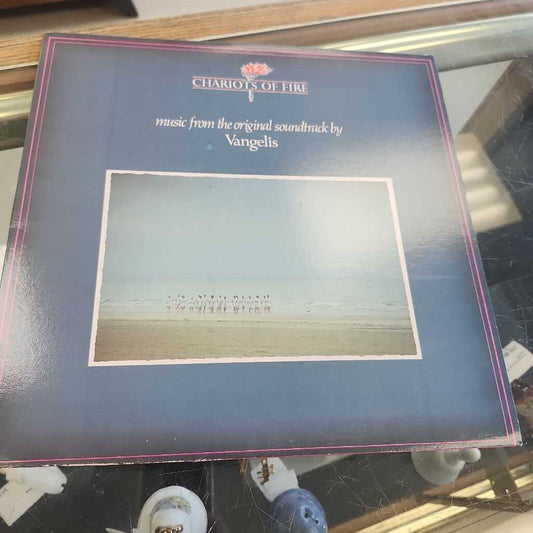 CHARIOTS OF FIRE
music from the original soundtrack by
Vangelis